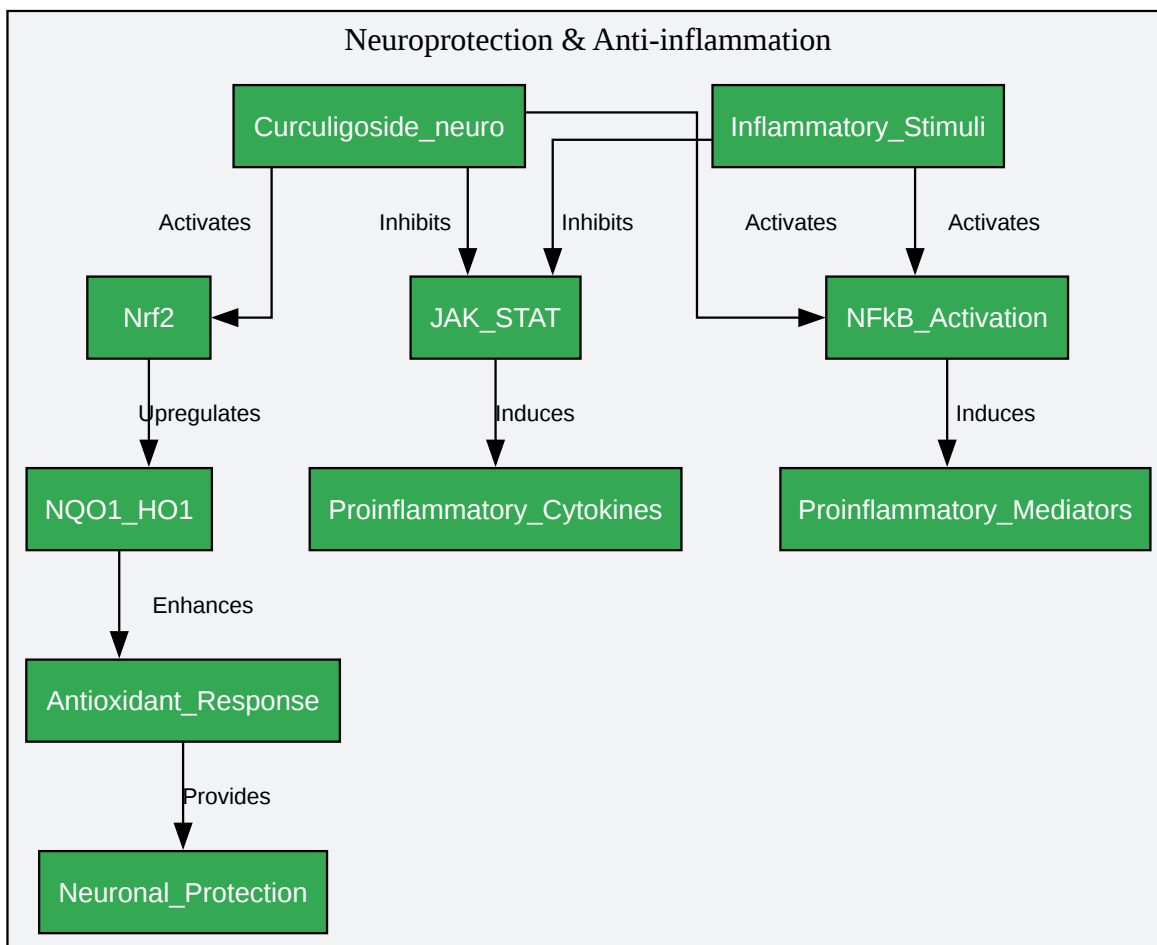 Neuroprotection & Anti-inflammation
Curculigoside_neuro
Inflammatory_Stimuli
Activates
Inhibits
Inhibits
Activates
Activates
Nrf2
JAK_STAT
NFkB_Activation
Upregulates
Induces
Induces
NQO1_HO1
Proinflammatory_Cytokines
Proinflammatory_Mediators
Enhances
Antioxidant_Response
Provides
Neuronal_Protection